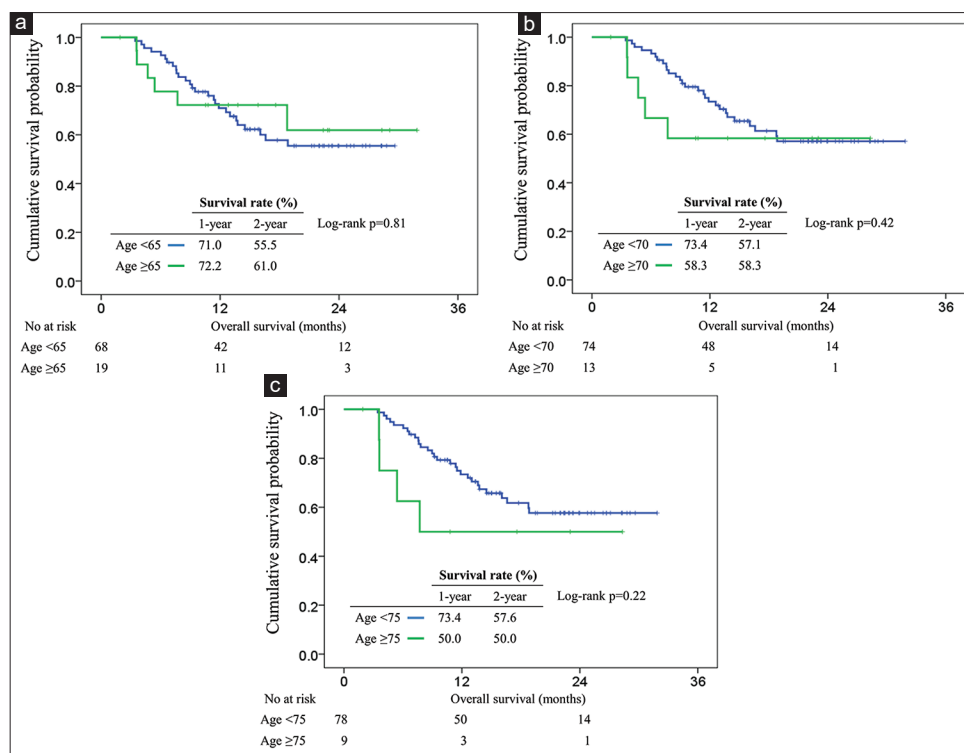 a
Cumulative survival probability
1.0
0.8
0.6
0.4
0.2
0.0
Survival rate (%)
1-year 2-year
Log-rank p=0.81
Age <65 71.0 55.5
Age ≥65 72.2 61.0
0 12 24 36
No at risk Overall survival (months)
Age <65 68 42 12
Age ≥65 19 11 3
b
Cumulative survival probability
1.0
0.8
0.6
0.4
0.2
0.0
Survival rate (%)
1-year 2-year
Log-rank p=0.42
Age <70 73.4 57.1
Age ≥70 58.3 58.3
0 12 24 36
No at risk Overall survival (months)
Age <70 74 48 14
Age ≥70 13 5 1
c
Cumulative survival probability
1.0
0.8
0.6
0.4
0.2
0.0
Survival rate (%)
1-year 2-year Log-rank p=0.22
Age <75 73.4 57.6
Age ≥75 50.0 50.0
0 12 24 36
No at risk Overall survival (months)
Age <75 78 50 14
Age ≥75 9 3 1